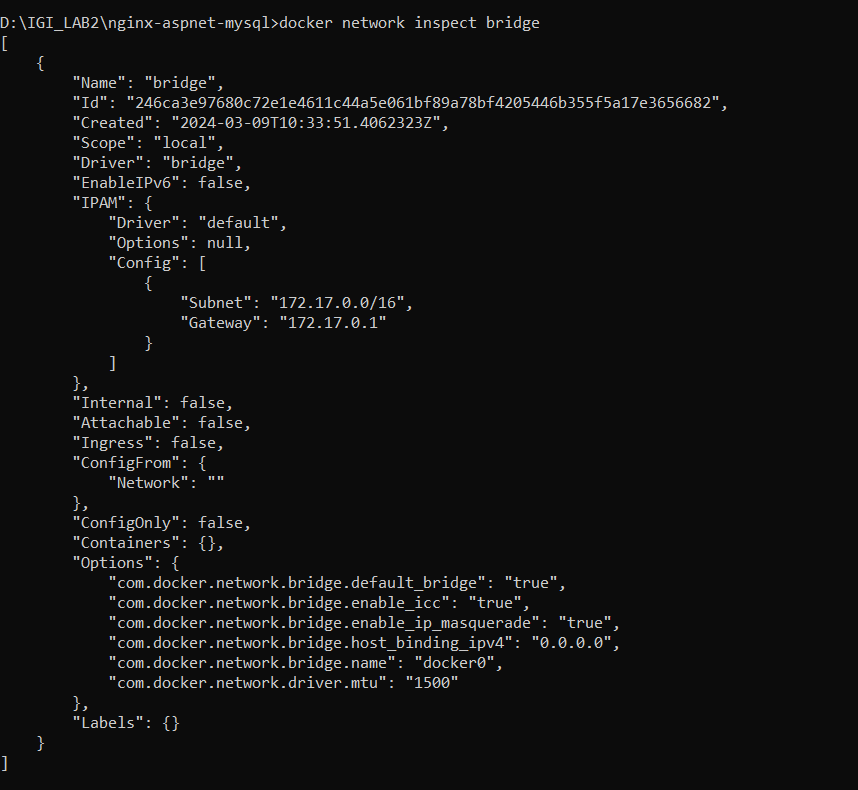 D:\IGI_LAB2\nginx-aspnet-mysql>docker network inspect bridge
[
    {
        "Name": "bridge",
        "Id": "246ca3e97680c72e1e4611c44a5e061bf89a78bf4205446b355f5a17e3656682",
        "Created": "2024-03-09T10:33:51.4062323Z",
        "Scope": "local",
        "Driver": "bridge",
        "EnableIPv6": false,
        "IPAM": {
            "Driver": "default",
            "Options": null,
            "Config": [
                {
                    "Subnet": "172.17.0.0/16",
                    "Gateway": "172.17.0.1"
                }
            ]
        },
        "Internal": false,
        "Attachable": false,
        "Ingress": false,
        "ConfigFrom": {
            "Network": ""
        },
        "ConfigOnly": false,
        "Containers": {},
        "Options": {
            "com.docker.network.bridge.default_bridge": "true",
            "com.docker.network.bridge.enable_icc": "true",
            "com.docker.network.bridge.enable_ip_masquerade": "true",
            "com.docker.network.bridge.host_binding_ipv4": "0.0.0.0",
            "com.docker.network.bridge.name": "docker0",
            "com.docker.network.driver.mtu": "1500"
        },
        "Labels": {}
    }
]